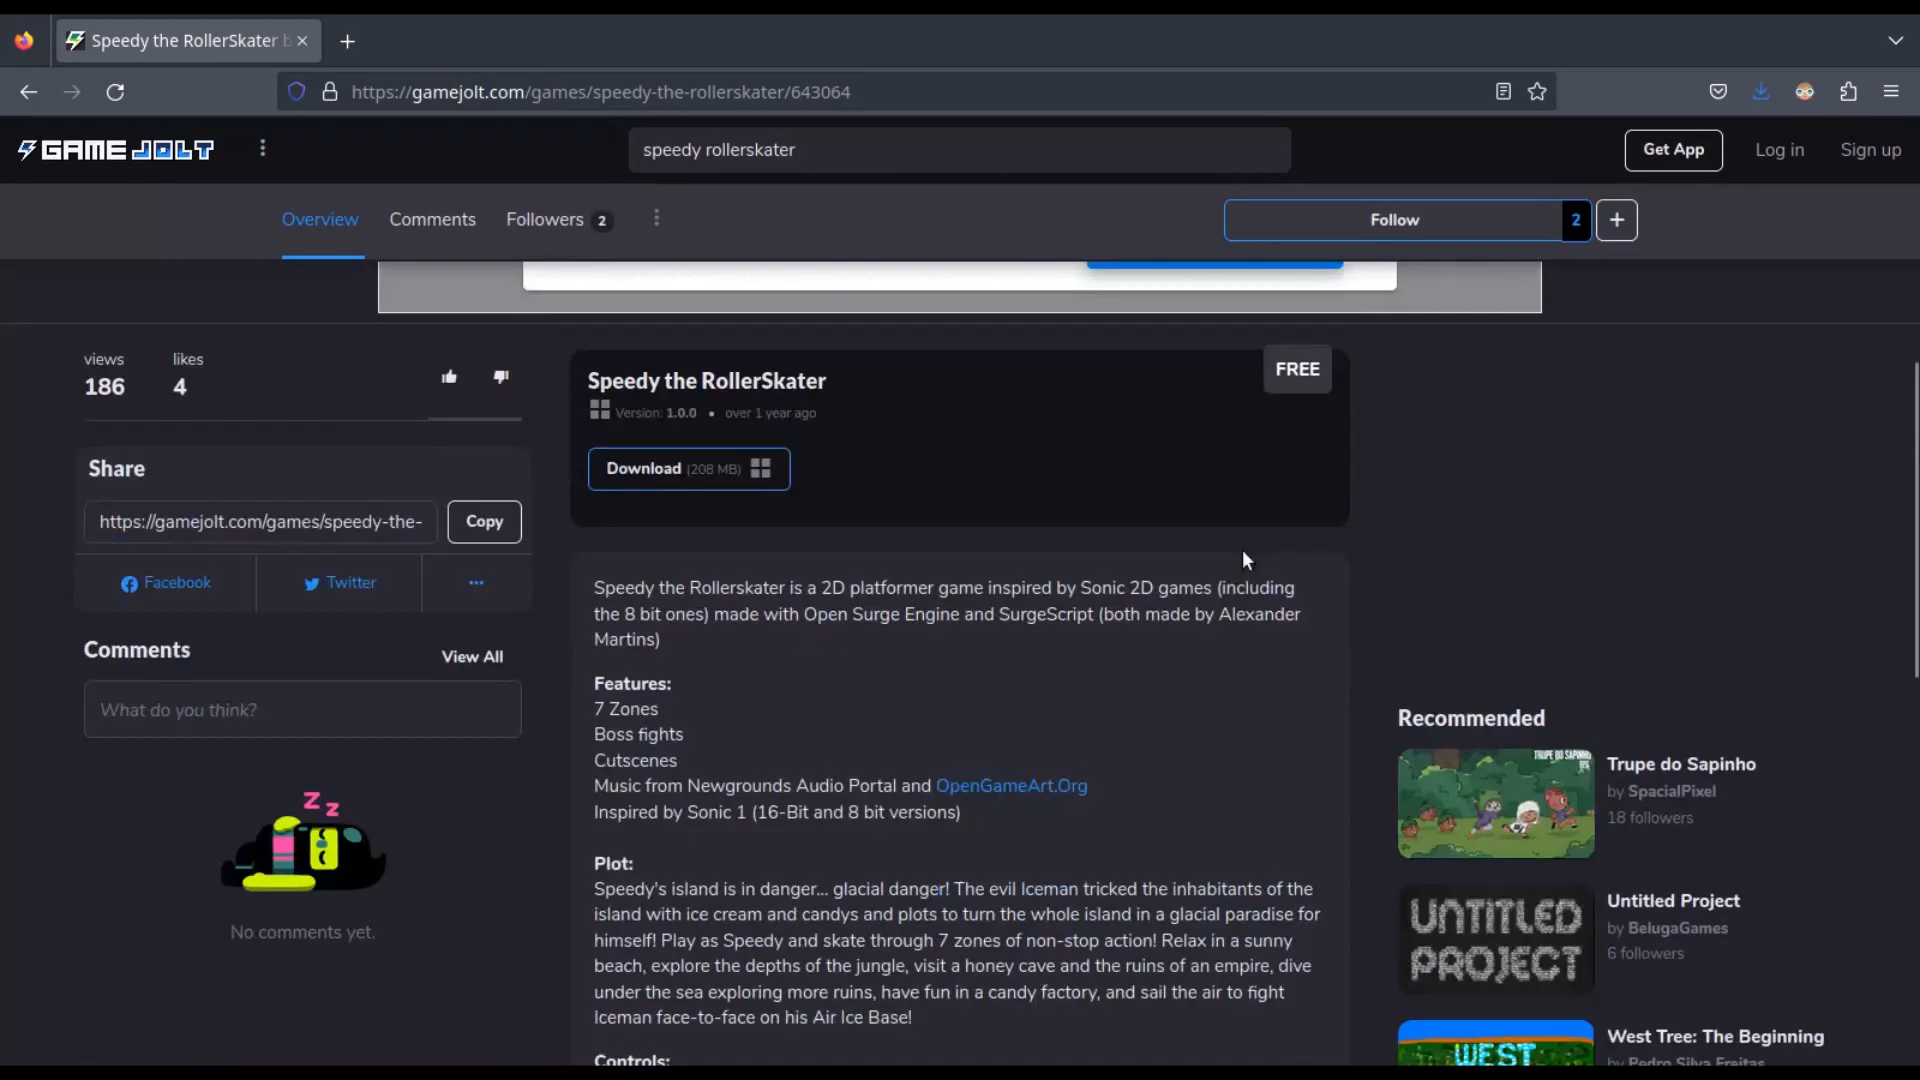 Speedy the RollerSkater b
https://gamejolt.com/games/speedy-the-rollerskater/643064
GAME JOLT
speedy rollerskater
Get App
Log in
Sign up
Overview
Comments
Followers 2
Follow 2
views
186
likes
4
Speedy the RollerSkater
FREE
Version: 1.0.0 • over 1 year ago
Download (208 MB)
Share
https://gamejolt.com/games/speedy-the-
Copy
Facebook
Twitter
Comments
View All
What do you think?
Z z
No comments yet.
Speedy the Rollerskater is a 2D platformer game inspired by Sonic 2D games (including
the 8 bit ones) made with Open Surge Engine and SurgeScript (both made by Alexander
Martins)
Features:
7 Zones
Boss fights
Cutscenes
Music from Newgrounds Audio Portal and OpenGameArt.Org
Inspired by Sonic 1 (16-Bit and 8 bit versions)
Plot:
Speedy's island is in danger... glacial danger! The evil Iceman tricked the inhabitants of the
island with ice cream and candys and plots to turn the whole island in a glacial paradise for
himself! Play as Speedy and skate through 7 zones of non-stop action! Relax in a sunny
beach, explore the depths of the jungle, visit a honey cave and the ruins of an empire, dive
under the sea exploring more ruins, have fun in a candy factory, and sail the air to fight
Iceman face-to-face on his Air Ice Base!
Controls:
Recommended
TRUPE DO SAPINHO
Trupe do Sapinho
by SpacialPixel
18 followers
UNTITLED
PROJECT
Untitled Project
by BelugaGames
6 followers
WEST
West Tree: The Beginning
by Pedro Silva Freitas